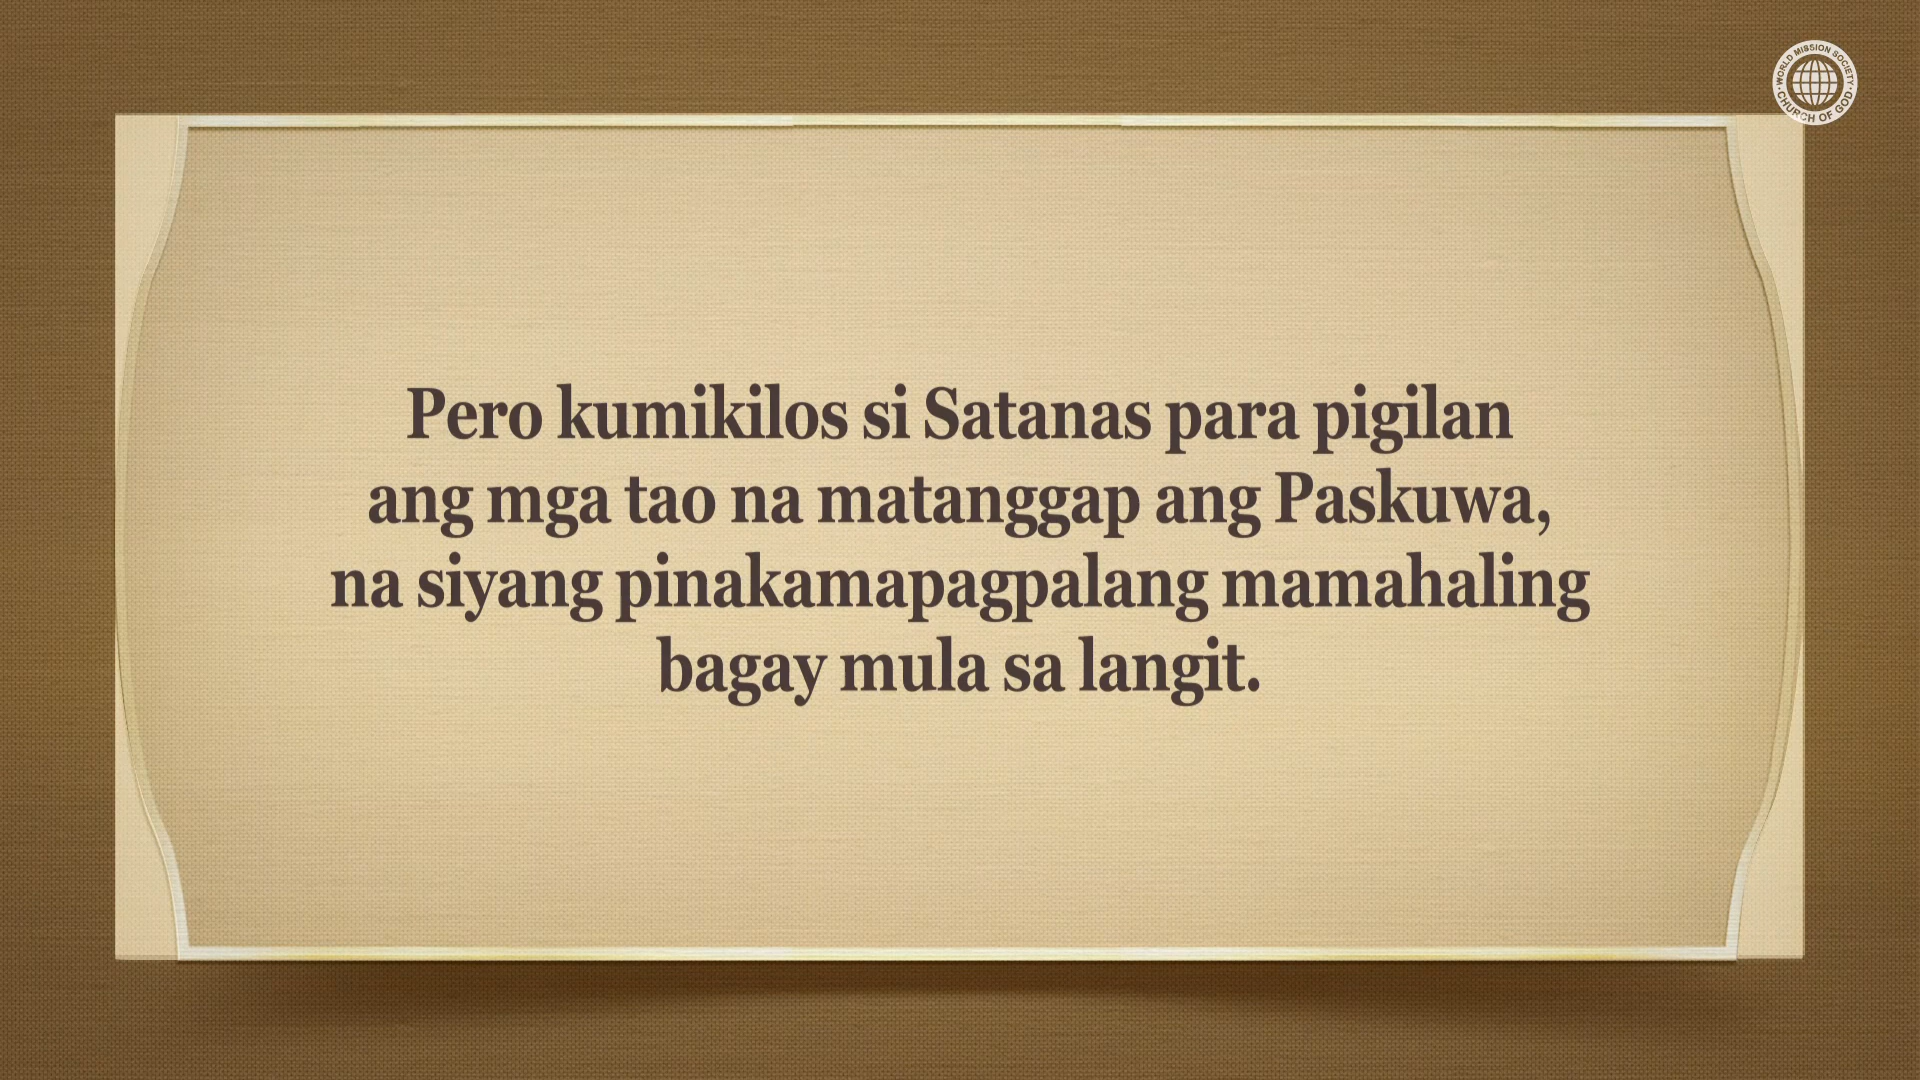 WORLD MISSION SOCIETY
CHURCH OF GOD
Pero kumikilos si Satanas para pigilan
ang mga tao na matanggap ang Paskuwa,
na siyang pinakamapagpalang mamahaling
bagay mula sa langit.